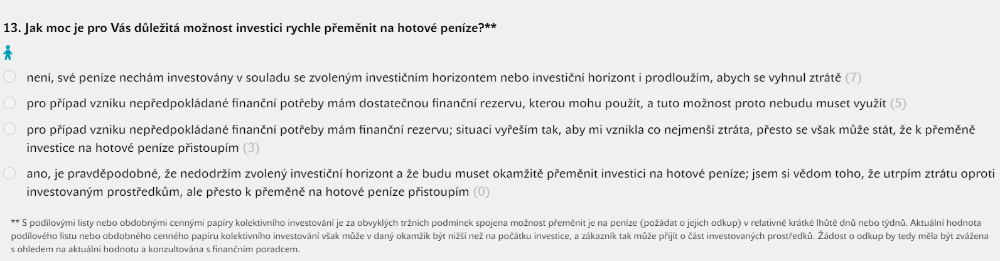 13. Jak moc je pro Vás důležitá možnost investici rychle přeměnit na hotové peníze?**
není, své peníze nechám investovány v souladu se zvoleným investičním horizontem nebo investiční horizont i prodloužím, abych se vyhnul ztrátě (7)
pro případ vzniku nepředpokládané finanční potřeby mám dostatečnou finanční rezervu, kterou mohu použít, a tuto možnost proto nebudu muset využít (5)
pro případ vzniku nepředpokládané finanční potřeby mám finanční rezervu; situaci vyřeším tak, aby mi vznikla co nejmenší ztráta, přesto se však může stát, že k přeměně
investice na hotové peníze přistoupím (3)
ano, je pravděpodobné, že nedodržím zvolený investiční horizont a že budu muset okamžitě přeměnit investici na hotové peníze; jsem si vědom toho, že utrpím ztrátu oproti
investovaným prostředkům, ale přesto k přeměně na hotové peníze přistoupím (0)
** S podílovými listy nebo obdobnými cennými papíry kolektivního investování je za obvyklých tržních podmínek spojena možnost přeměnit je na peníze (požádat o jejich odkup) v relativně krátké lhůtě dnů nebo týdnů. Aktuální hodnota
podílového listu nebo obdobného cenného papíru kolektivního investování však může v daný okamžik být nižší než na počátku investice, a zákazník tak může přijít o část investovaných prostředků. Žádost o odkup by tedy měla být zvážena
s ohledem na aktuální hodnotu a konzultována s finančním poradcem.